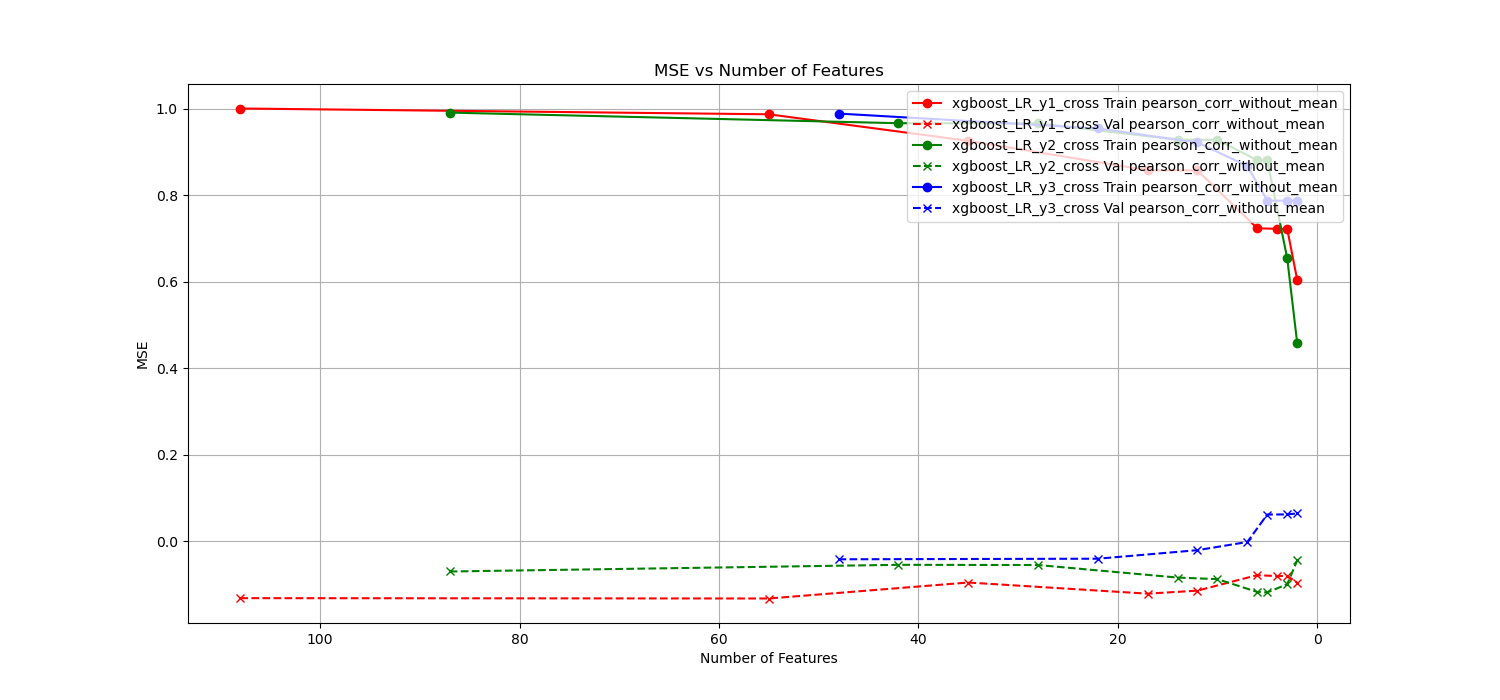 MSE vs Number of Features
1.0
0.8
0.6
0.4
0.2
0.0
MSE
xgboost_LR_y1_cross Train pearson_corr_without_mean
xgboost_LR_y1_cross Val pearson_corr_without_mean
xgboost_LR_y2_cross Train pearson_corr_without_mean
xgboost_LR_y2_cross Val pearson_corr_without_mean
xgboost_LR_y3_cross Train pearson_corr_without_mean
xgboost_LR_y3_cross Val pearson_corr_without_mean
100 80 60 40 20 0
Number of Features